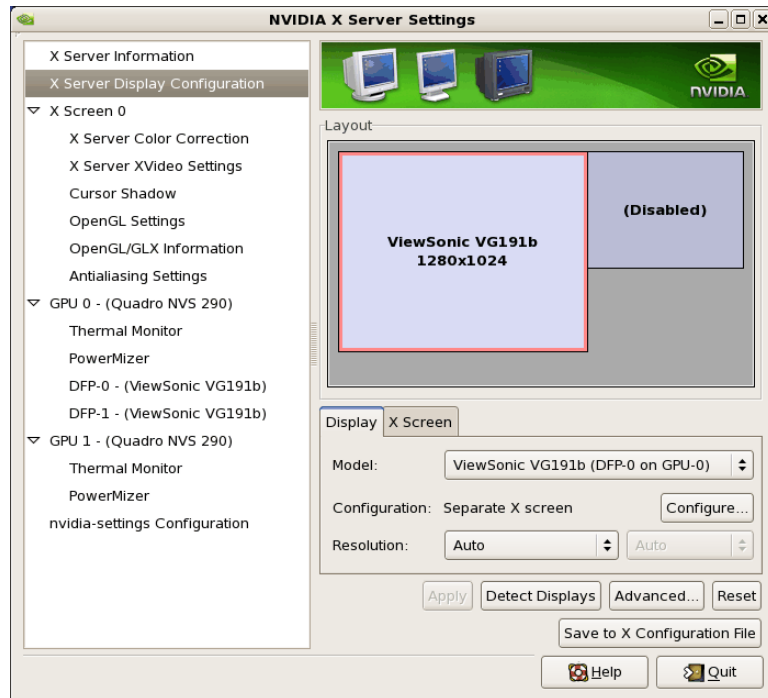 NVIDIA X Server Settings
X Server Information
X Server Display Configuration
X Screen 0
X Server Color Correction
X Server XVideo Settings
Cursor Shadow
OpenGL Settings
OpenGL/GLX Information
Antialiasing Settings
GPU 0 - (Quadro NVS 290)
Thermal Monitor
PowerMizer
DFP-0 - (ViewSonic VG191b)
DFP-1 - (ViewSonic VG191b)
GPU 1 - (Quadro NVS 290)
Thermal Monitor
PowerMizer
nvidia-settings Configuration
NVIDIA
Layout
ViewSonic VG191b
1280x1024
(Disabled)
Display X Screen
Model: ViewSonic VG191b (DFP-0 on GPU-0)
Configuration: Separate X screen Configure...
Resolution: Auto Auto
Apply Detect Displays Advanced... Reset
Save to X Configuration File
Help Quit